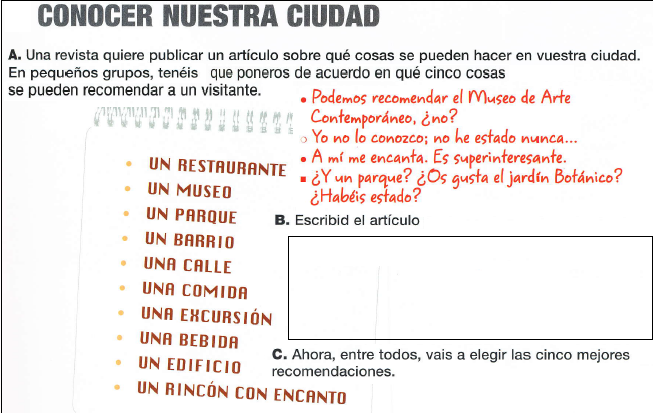 CONOCER NUESTRA CIUDAD
A. Una revista quiere publicar un artículo sobre qué cosas se pueden hacer en vuestra ciudad.
En pequeños grupos, tenéis que poneros de acuerdo en qué cinco cosas
se pueden recomendar a un visitante.
• Podemos recomendar el Museo de Arte
Contemporáneo, ¿no?
○ Yo no lo conozco; no he estado nunca...
• A mí me encanta. Es superinteresante.
▪ ¿Y un parque? ¿Os gusta el jardín Botánico?
¿Habéis estado?
• UN RESTAURANTE
• UN MUSEO
• UN PARQUE
• UN BARRIO
• UNA CALLE
• UNA COMIDA
• UNA EXCURSIÓN
• UNA BEBIDA
• UN EDIFICIO
• UN RINCÓN CON ENCANTO
B. Escribid el artículo
C. Ahora, entre todos, vais a elegir las cinco mejores
recomendaciones.